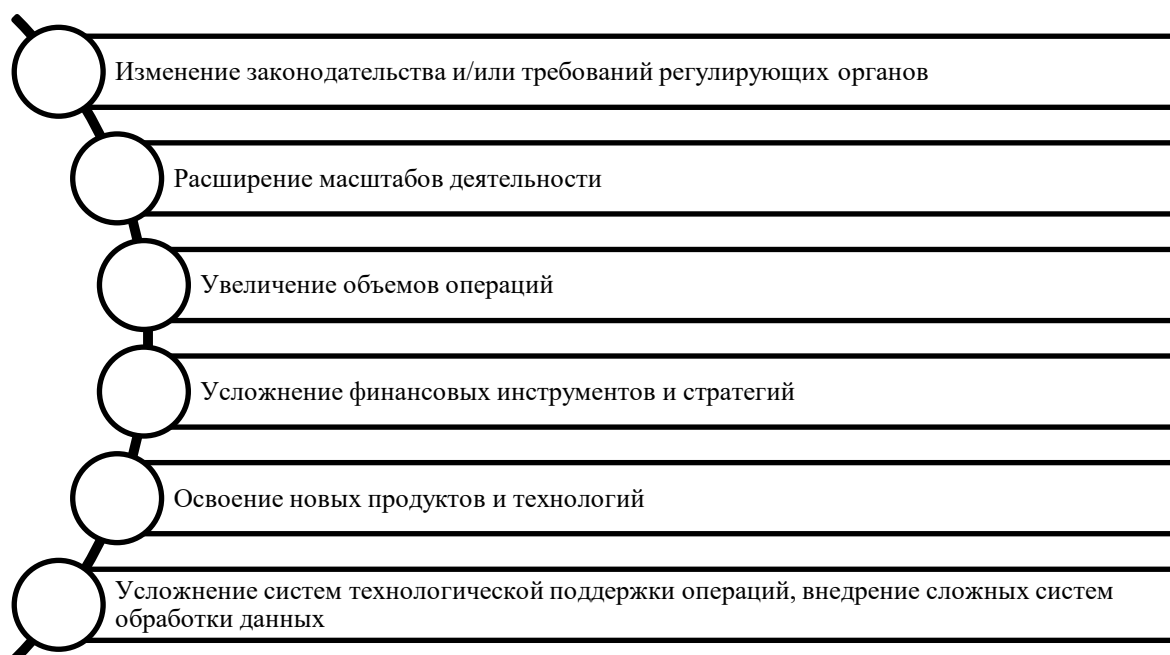 Изменение законодательства и/или требований регулирующих органов
Расширение масштабов деятельности
Увеличение объемов операций
Усложнение финансовых инструментов и стратегий
Освоение новых продуктов и технологий
Усложнение систем технологической поддержки операций, внедрение сложных систем
обработки данных